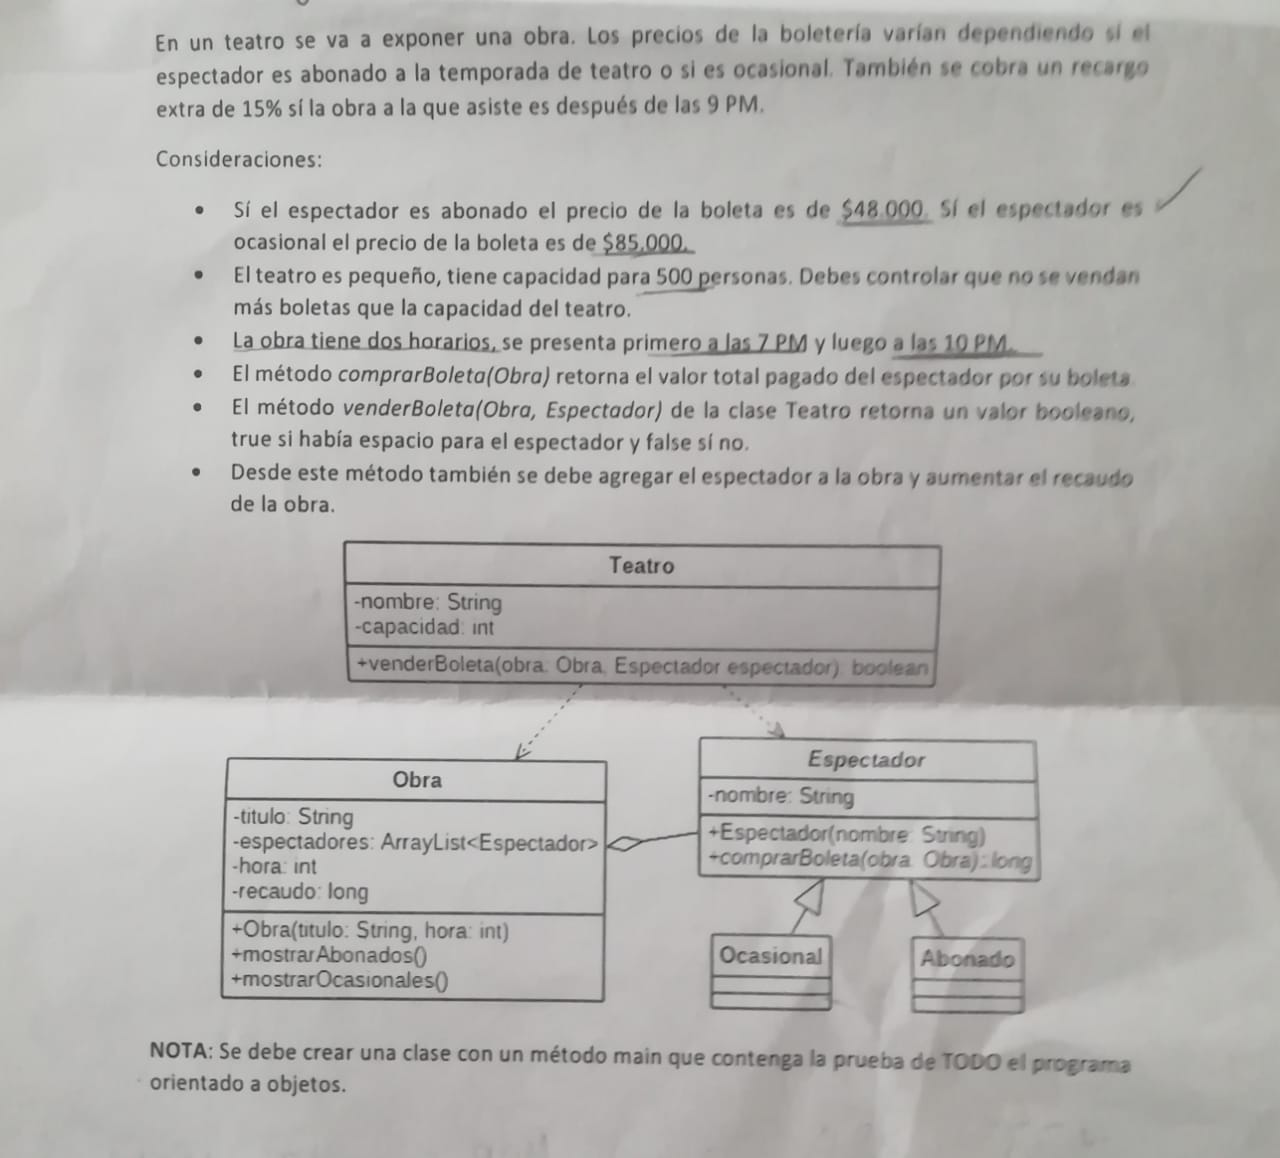 En un teatro se va a exponer una obra. Los precios de la boletería varían dependiendo sí el
espectador es abonado a la temporada de teatro o si es ocasional. También se cobra un recargo
extra de 15% sí la obra a la que asiste es después de las 9 PM.
Consideraciones:
• Sí el espectador es abonado el precio de la boleta es de $48.000. Sí el espectador es
ocasional el precio de la boleta es de $85.000.
• El teatro es pequeño, tiene capacidad para 500 personas. Debes controlar que no se vendan
más boletas que la capacidad del teatro.
• La obra tiene dos horarios, se presenta primero a las 7 PM y luego a las 10 PM.
• El método comprarBoleta(Obra) retorna el valor total pagado del espectador por su boleta.
• El método venderBoleta(Obra, Espectador) de la clase Teatro retorna un valor booleano,
true si había espacio para el espectador y false sí no.
• Desde este método también se debe agregar el espectador a la obra y aumentar el recaudo
de la obra.
Teatro
-nombre: String
-capacidad: int
+venderBoleta(obra: Obra, Espectador espectador): boolean
Obra
-titulo: String
-espectadores: ArrayList<Espectador>
-hora: int
-recaudo: long
+Obra(titulo: String, hora: int)
+mostrarAbonados()
+mostrarOcasionales()
Espectador
-nombre: String
+Espectador(nombre: String)
+comprarBoleta(obra: Obra): long
Ocasional
Abonado
NOTA: Se debe crear una clase con un método main que contenga la prueba de TODO el programa
orientado a objetos.